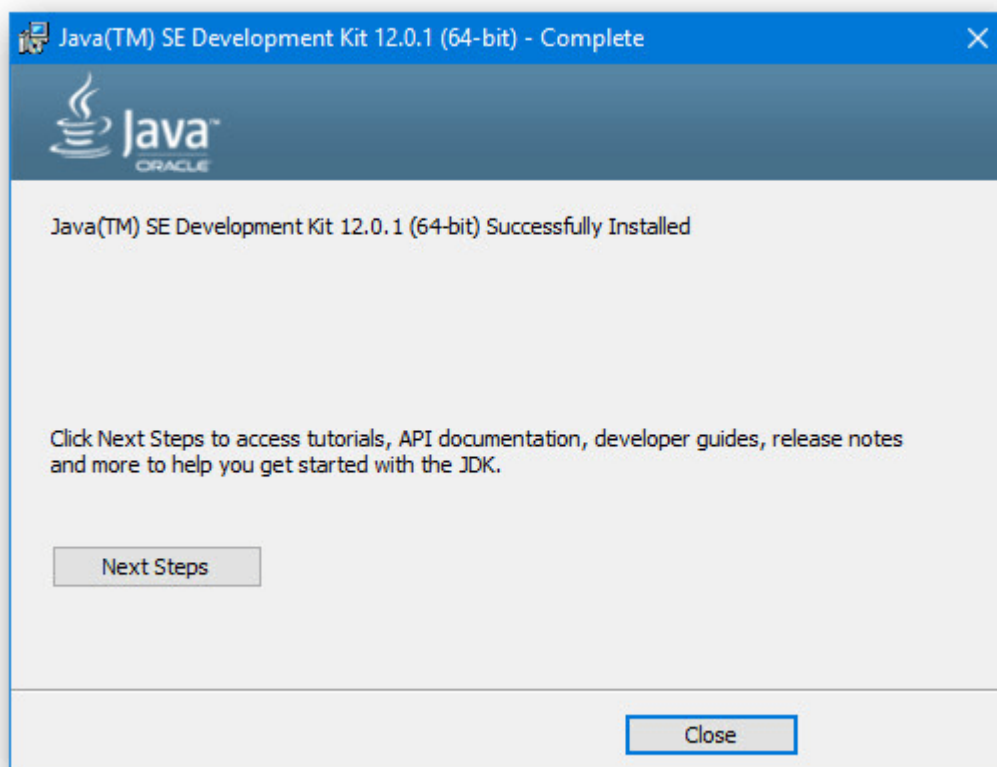 Java(TM) SE Development Kit 12.0.1 (64-bit) - Complete
Java™
ORACLE
Java(TM) SE Development Kit 12.0.1 (64-bit) Successfully Installed
Click Next Steps to access tutorials, API documentation, developer guides, release notes
and more to help you get started with the JDK.
Next Steps
Close